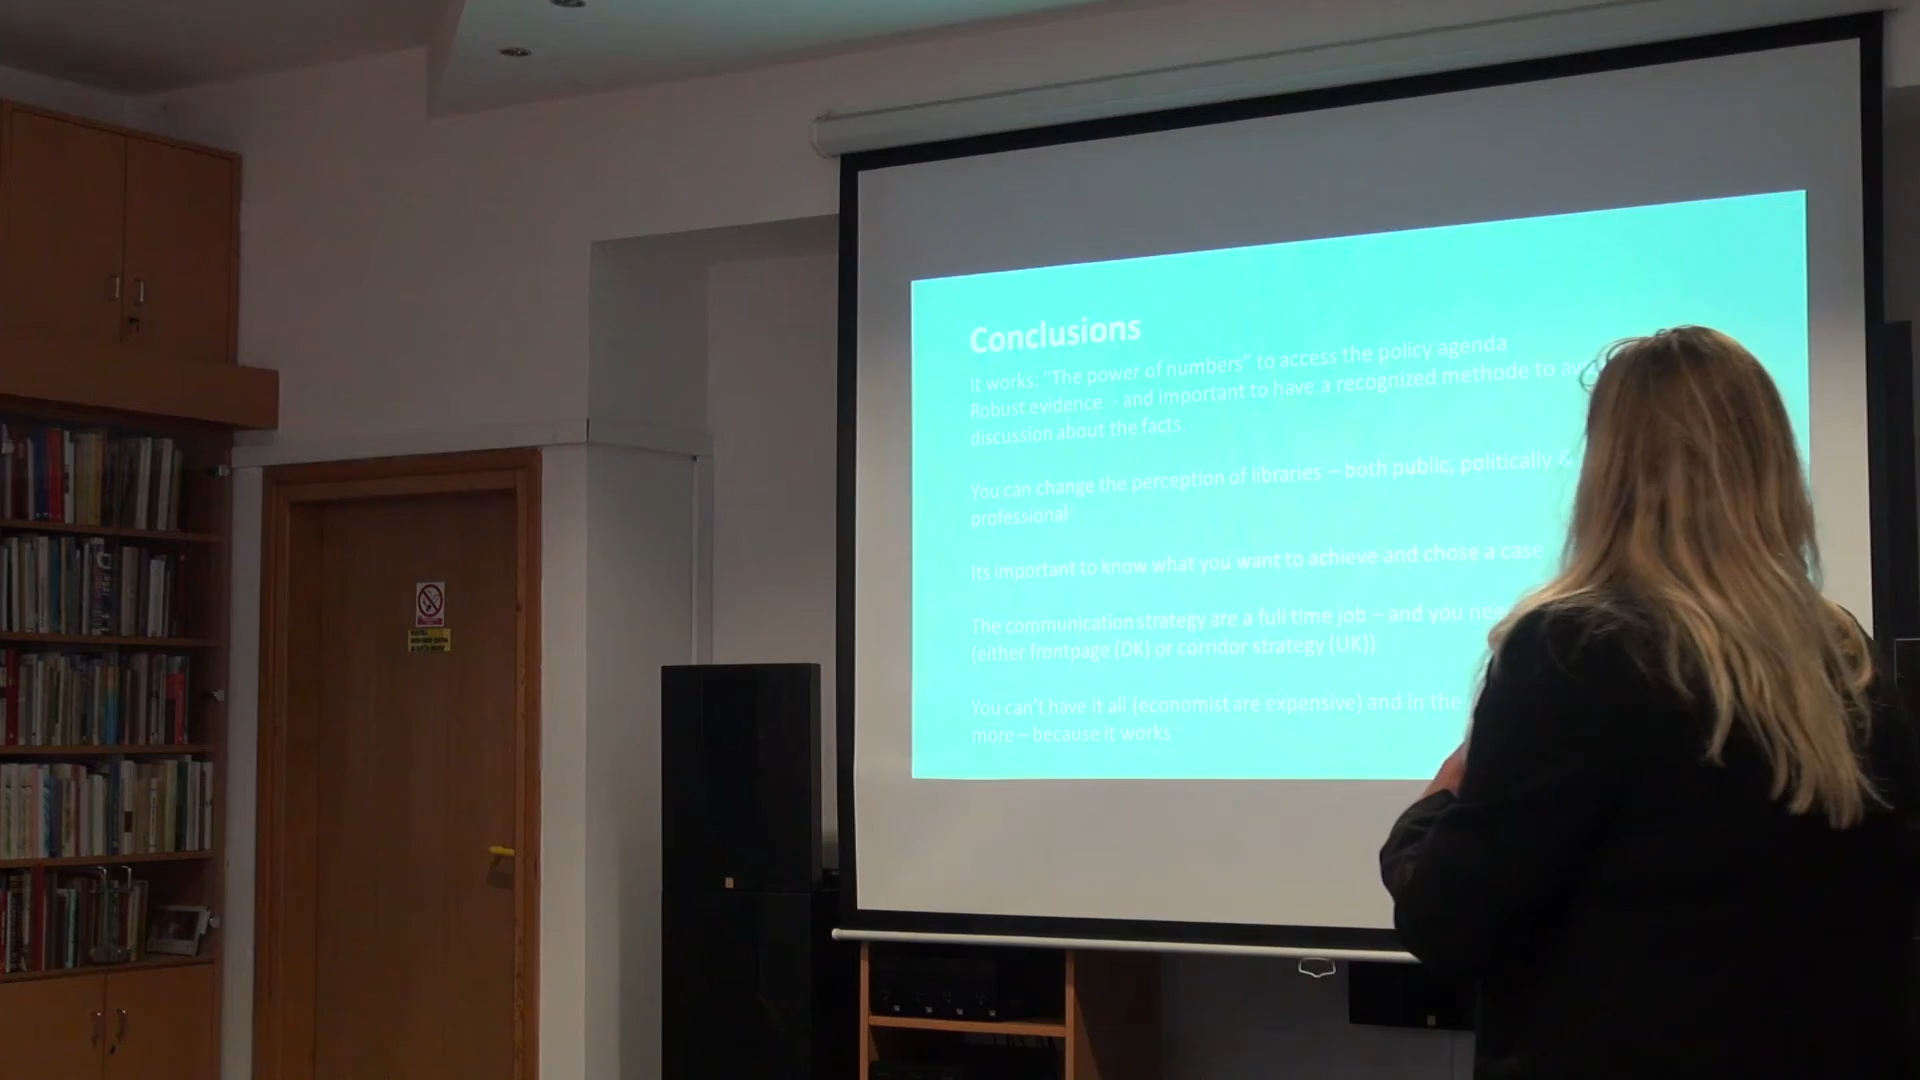 Conclusions
It works. "The power of numbers" to access the policy agenda
Robust evidence - and important to have a recognized methode to
discussion about the facts.
You can change the perception of libraries – both public, politically &
professional
Its important to know what you want to achieve and chose a case
The communication strategy are a full time job – and you
(either frontpage (DK) or corridor strategy (UK))
You can't have it all (economist are expensive) and in the
more – because it works